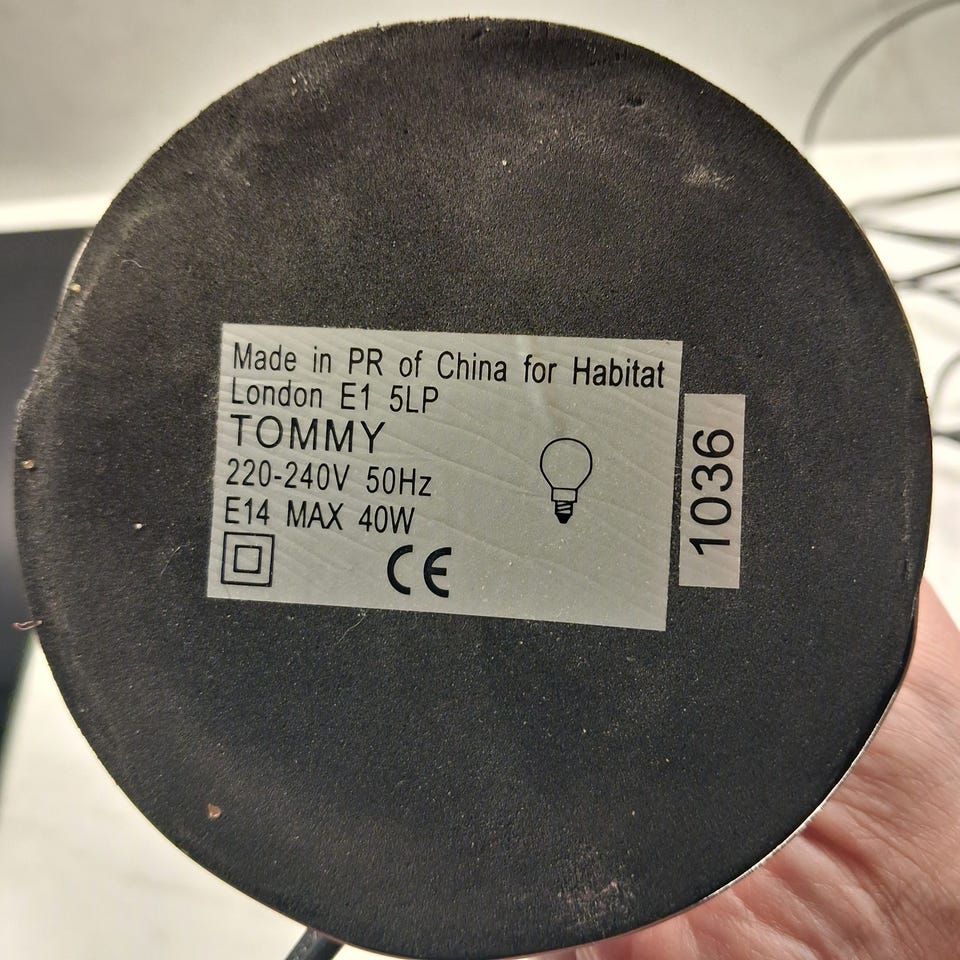 Made in PR of China for Habitat
London E1 5LP
TOMMY
220-240V 50Hz
E14 MAX 40W
CE
1036